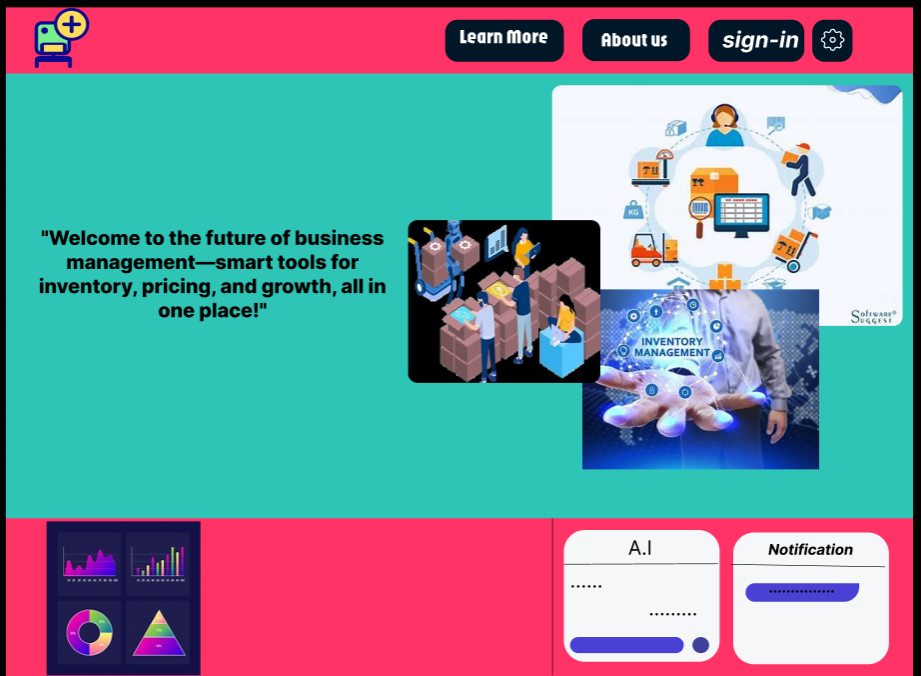 Learn More
About us
sign-in
"Welcome to the future of business
management—smart tools for
inventory, pricing, and growth, all in
one place!"
KG
SoftwareⓇ
Suggest
INVENTORY
MANAGEMENT
A.I
......
.........
Notification
...............